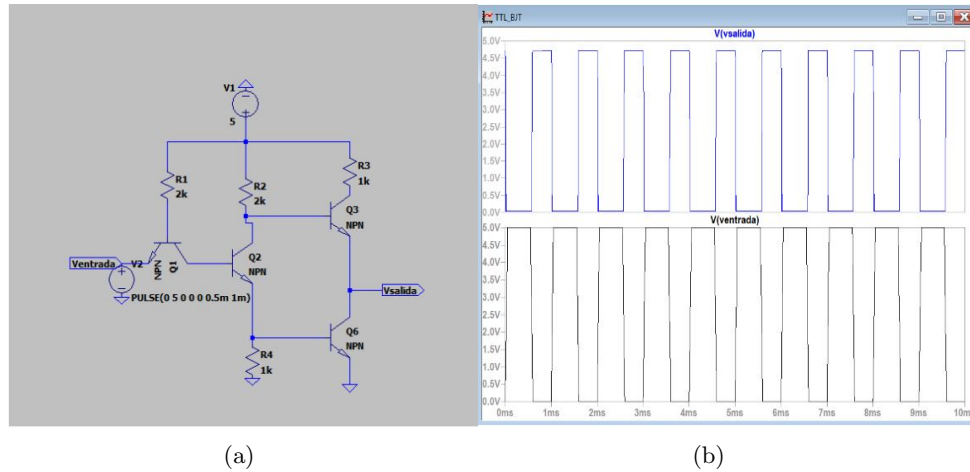 V1
5
R1
2k
R2
2k
R3
1k
Q3
NPN
Ventrada
V2
NPN
Q1
Q2
NPN
PULSE(0 5 0 0 0 0.5m 1m)
Vsalida
Q6
NPN
R4
1k
(a)
TTL_BJT
V(vsalida)
5.0V
4.5V
4.0V
3.5V
3.0V
2.5V
2.0V
1.5V
1.0V
0.5V
0.0V
V(ventrada)
5.0V
4.5V
4.0V
3.5V
3.0V
2.5V
2.0V
1.5V
1.0V
0.5V
0.0V
0ms 1ms 2ms 3ms 4ms 5ms 6ms 7ms 8ms 9ms 10ms
(b)